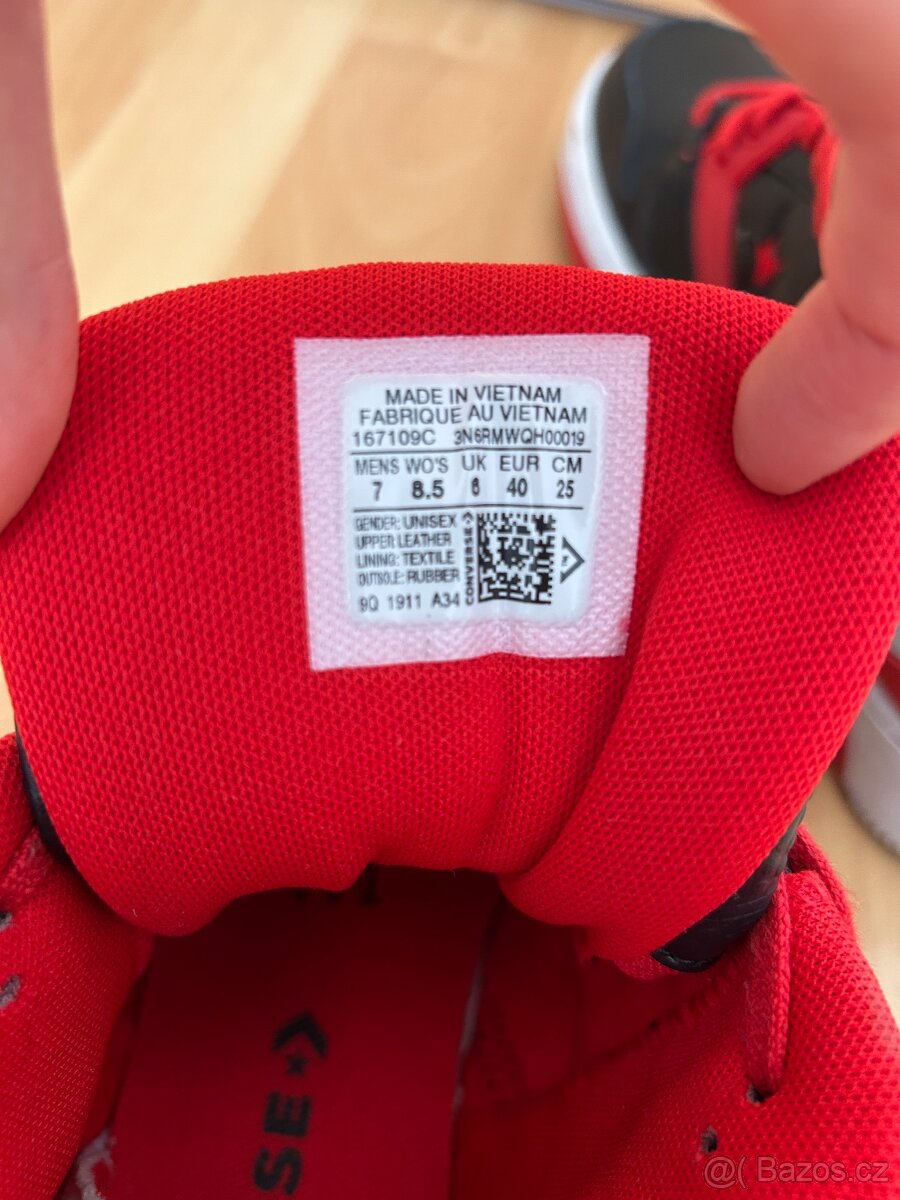 MADE IN VIETNAM
FABRIQUE AU VIETNAM
167109C 3N6RMWQH00019
MENS WO'S UK EUR CM
7 8.5 6 40 25
GENDER: UNISEX
UPPER: LEATHER
LINING: TEXTILE
OUTSOLE: RUBBER
9Q 1911 A34
CONVERSE
SE
@( Bazos.cz